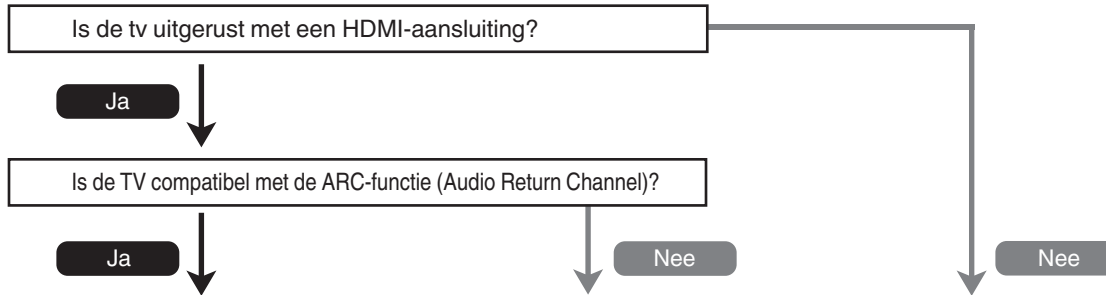 Is de tv uitgerust met een HDMI-aansluiting?
Ja
Is de TV compatibel met de ARC-functie (Audio Return Channel)?
Ja
Nee
Nee